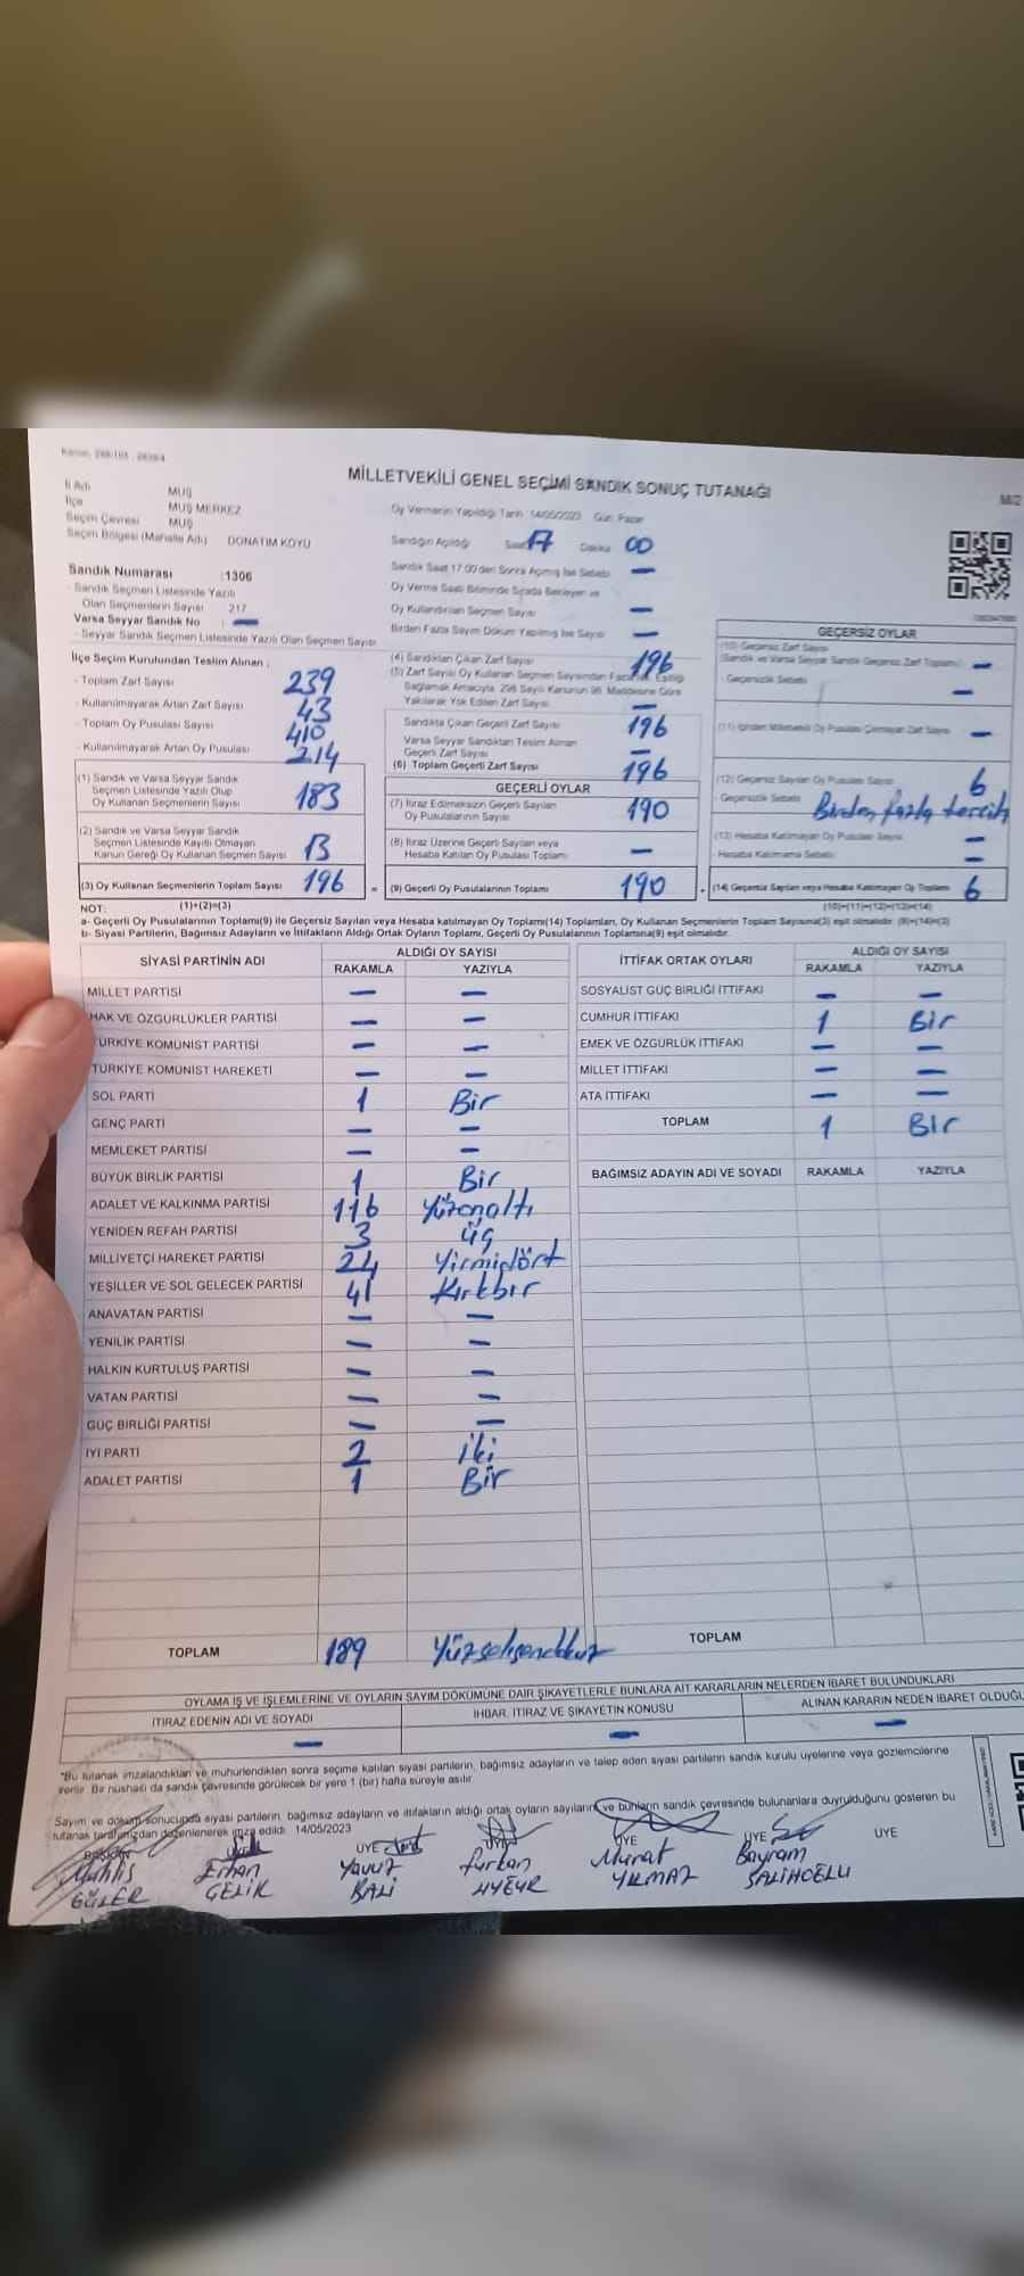 MİLLETVEKİLİ GENEL SEÇİMİ SANDIK SONUÇ TUTANAĞI
İl Adı MUŞ
İlçe MUŞ MERKEZ
Seçim Çevresi MUŞ
Seçim Bölgesi (Mahalle Adı) DONATIM KOYU
Oy Vermenin Yapıldığı Tarih 14/05/2023 Gün Pazar
Sandığın Açıldığı Saat 17 Dakika 00
Sandık Saat 17.00'den Sonra Açılmış İse Sebebi —
Oy Verme Saati Bitiminde Sırada Bekleyen ve
Oy Kullandırılan Seçmen Sayısı —
Birden Fazla Sayım Döküm Yapılmış İse Sayısı —
Sandık Numarası :1306
- Sandık Seçmen Listesinde Yazılı
Olan Seçmenlerin Sayısı 217
Varsa Seyyar Sandık No : —
- Seyyar Sandık Seçmen Listesinde Yazılı Olan Seçmen Sayısı
İlçe Seçim Kurulundan Teslim Alınan :
- Toplam Zarf Sayısı 239
- Kullanılmayarak Artan Zarf Sayısı 43
- Toplam Oy Pusulası Sayısı 410
- Kullanılmayarak Artan Oy Pusulası 214
(1) Sandık ve Varsa Seyyar Sandık
Seçmen Listesinde Yazılı Olup
Oy Kullanan Seçmenlerin Sayısı 183
(2) Sandık ve Varsa Seyyar Sandık
Seçmen Listesinde Kayıtlı Olmayan
Kanun Gereği Oy Kullanan Seçmen Sayısı 13
(3) Oy Kullanan Seçmenlerin Toplam Sayısı 196
(4) Sandıktan Çıkan Zarf Sayısı 196
(5) Zarf Sayısı Oy Kullanan Seçmen Sayısından Fazla İse, Eşitliği
Sağlamak Amacıyla, 298 Sayılı Kanunun 98. Maddesine Göre
Yakılarak Yok Edilen Zarf Sayısı —
Sandıkta Çıkan Geçerli Zarf Sayısı 196
Varsa Seyyar Sandıktan Teslim Alınan
Geçerli Zarf Sayısı —
(6) Toplam Geçerli Zarf Sayısı 196
GEÇERLİ OYLAR
(7) İtiraz Edilmeksizin Geçerli Sayılan
Oy Pusulalarının Sayısı 190
(8) İtiraz Üzerine Geçerli Sayılan veya
Hesaba Katılan Oy Pusulası Toplamı —
= (9) Geçerli Oy Pusulalarının Toplamı 190
GEÇERSİZ OYLAR
(10) Geçersiz Zarf Sayısı
(Sandık ve Varsa Seyyar Sandık Geçersiz Zarf Toplamı) —
- Geçersizlik Sebebi —
(11) İçinden Milletvekili Oy Pusulası Çıkmayan Zarf Sayısı —
(12) Geçersiz Sayılan Oy Pusulası Sayısı 6
- Geçersizlik Sebebi Birden fazla tercih
(13) Hesaba Katılmayan Oy Pusulası Sayısı —
- Hesaba Katılmama Sebebi —
(14) Geçersiz Sayılan veya Hesaba Katılmayan Oy Toplamı 6
NOT: (1)+(2)=(3) (10)+(11)+(12)+(13)=(14)
a- Geçerli Oy Pusulalarının Toplamı(9) ile Geçersiz Sayılan veya Hesaba katılmayan Oy Toplamı(14) Toplamları, Oy Kullanan Seçmenlerin Toplam Sayısına(3) eşit olmalıdır. (9)+(14)=(3)
b- Siyasi Partilerin, Bağımsız Adayların ve İttifakların Aldığı Ortak Oyların Toplamı, Geçerli Oy Pusulalarının Toplamına(9) eşit olmalıdır.
SİYASİ PARTİNİN ADI ALDIĞI OY SAYISI
RAKAMLA YAZIYLA
MİLLET PARTİSİ — —
HAK VE ÖZGÜRLÜKLER PARTİSİ — —
TÜRKİYE KOMÜNİST PARTİSİ — —
TÜRKİYE KOMÜNİST HAREKETİ — —
SOL PARTİ 1 Bir
GENÇ PARTİ — —
MEMLEKET PARTİSİ — —
BÜYÜK BİRLİK PARTİSİ 1 Bir
ADALET VE KALKINMA PARTİSİ 116 Yüzonaltı
YENİDEN REFAH PARTİSİ 3 üç
MİLLİYETÇİ HAREKET PARTİSİ 24 Yirmidört
YEŞİLLER VE SOL GELECEK PARTİSİ 41 Kırkbir
ANAVATAN PARTİSİ — —
YENİLİK PARTİSİ — —
HALKIN KURTULUŞ PARTİSİ — —
VATAN PARTİSİ — —
GÜÇ BİRLİĞİ PARTİSİ — —
İYİ PARTİ 2 iki
ADALET PARTİSİ 1 Bir
TOPLAM 189 Yüzseksendokuz
İTTİFAK ORTAK OYLARI ALDIĞI OY SAYISI
RAKAMLA YAZIYLA
SOSYALİST GÜÇ BİRLİĞİ İTTİFAKI — —
CUMHUR İTTİFAKI 1 Bir
EMEK VE ÖZGÜRLÜK İTTİFAKI — —
MİLLET İTTİFAKI — —
ATA İTTİFAKI — —
TOPLAM 1 Bir
BAĞIMSIZ ADAYIN ADI VE SOYADI RAKAMLA YAZIYLA
TOPLAM
OYLAMA İŞ VE İŞLEMLERİNE VE OYLARIN SAYIM DÖKÜMÜNE DAİR ŞİKAYETLERLE BUNLARA AİT KARARLARIN NELERDEN İBARET BULUNDUKLARI
İTİRAZ EDENİN ADI VE SOYADI İHBAR, İTİRAZ VE ŞİKAYETİN KONUSU ALINAN KARARIN NEDEN İBARET OLDUĞU
— — —
"Bu tutanak imzalandıktan ve mühürlendikten sonra seçime katılan siyasi partilerin, bağımsız adayların ve talep eden siyasi partilerin sandık kurulu üyelerine veya gözlemcilerine
verilir. Bir nüshası da sandık çevresinde görülecek bir yere 1 (bir) hafta süreyle asılır.
Sayım ve döküm sonucunda siyasi partilerin, bağımsız adayların ve ittifakların aldığı ortak oyların sayılarını ve bunların sandık çevresinde bulunanlara duyrulduğunu gösteren bu
tutanak tarafımızdan düzenlenerek imza edildi. 14/05/2023
BAŞKAN ÜYE ÜYE ÜYE ÜYE ÜYE
Muhlis Erhan Yavuz furkan Murat Bayram
GÜLER ÇELİK BALİ UYEUR YILMAZ SALİHOĞLU